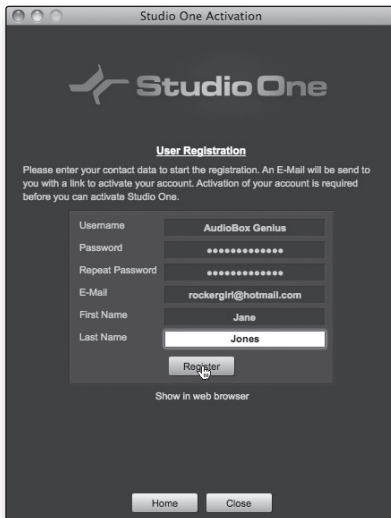 Studio One Activation
Studio One
User Registration
Please enter your contact data to start the registration. An E-Mail will be send to
you with a link to activate your account. Activation of your account is required
before you can activate Studio One.
Username AudioBox Genius
Password •••••••••••••
Repeat Password •••••••••••••
E-Mail rockergirl@hotmail.com
First Name Jane
Last Name Jones
Register
Show in web browser
Home Close